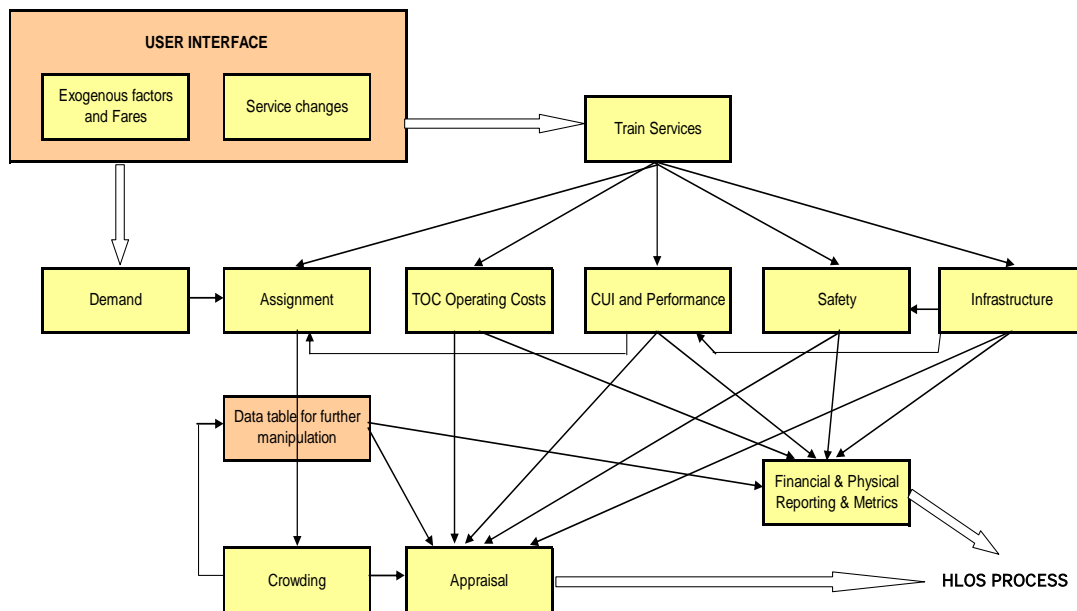 USER INTERFACE
Exogenous factors
and Fares
Service changes
Train Services
Demand
Assignment
TOC Operating Costs
CUI and Performance
Safety
Infrastructure
Data table for further
manipulation
Financial & Physical
Reporting & Metrics
Crowding
Appraisal
HLOS PROCESS